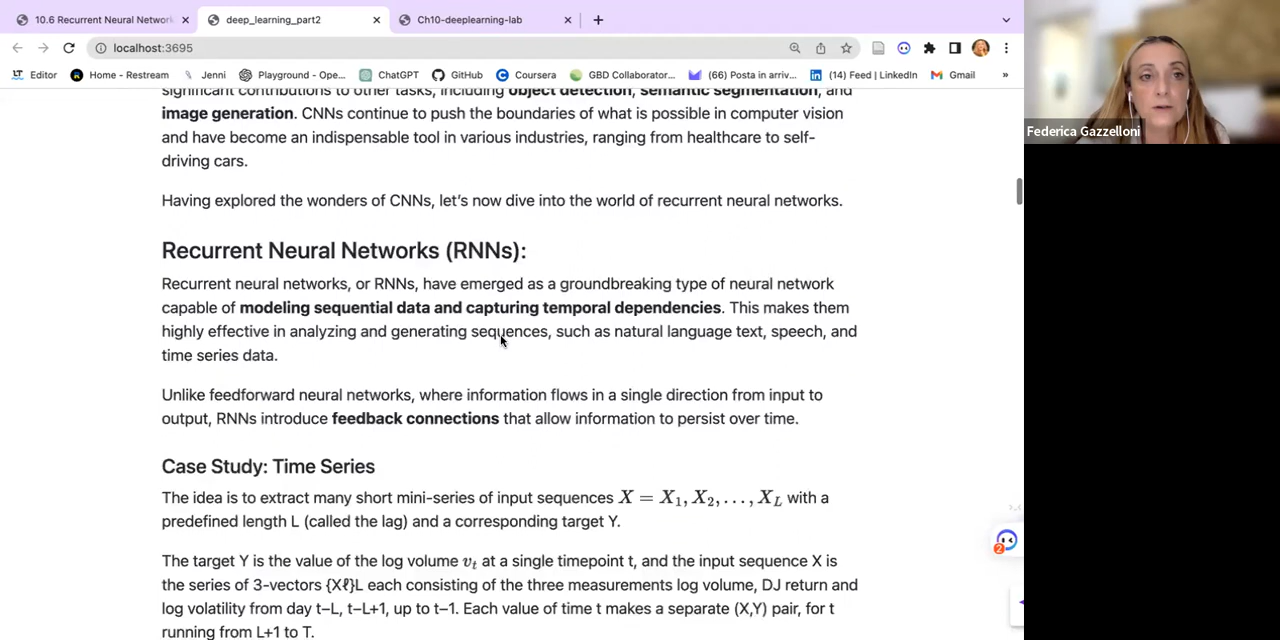 10.6 Recurrent Neural Networ
deep_learning_part2
Ch10-deeplearning-lab
localhost:3695
Editor
Home - Restream
Jenni
Playground - Ope...
ChatGPT
GitHub
Coursera
GBD Collaborator...
(66) Posta in arriv...
(14) Feed | LinkedIn
Gmail
»
Federica Gazzelloni
significant contributions to other tasks, including object detection, semantic segmentation, and
image generation. CNNs continue to push the boundaries of what is possible in computer vision
and have become an indispensable tool in various industries, ranging from healthcare to self-
driving cars.
Having explored the wonders of CNNs, let's now dive into the world of recurrent neural networks.
Recurrent Neural Networks (RNNs):
Recurrent neural networks, or RNNs, have emerged as a groundbreaking type of neural network
capable of modeling sequential data and capturing temporal dependencies. This makes them
highly effective in analyzing and generating sequences, such as natural language text, speech, and
time series data.
Unlike feedforward neural networks, where information flows in a single direction from input to
output, RNNs introduce feedback connections that allow information to persist over time.
Case Study: Time Series
The idea is to extract many short mini-series of input sequences X = X₁, X₂, . . . , X_L with a
predefined length L (called the lag) and a corresponding target Y.
The target Y is the value of the log volume vₜ at a single timepoint t, and the input sequence X is
the series of 3-vectors {Xℓ}L each consisting of the three measurements log volume, DJ return and
log volatility from day t−L, t−L+1, up to t−1. Each value of time t makes a separate (X,Y) pair, for t
running from L+1 to T.
2